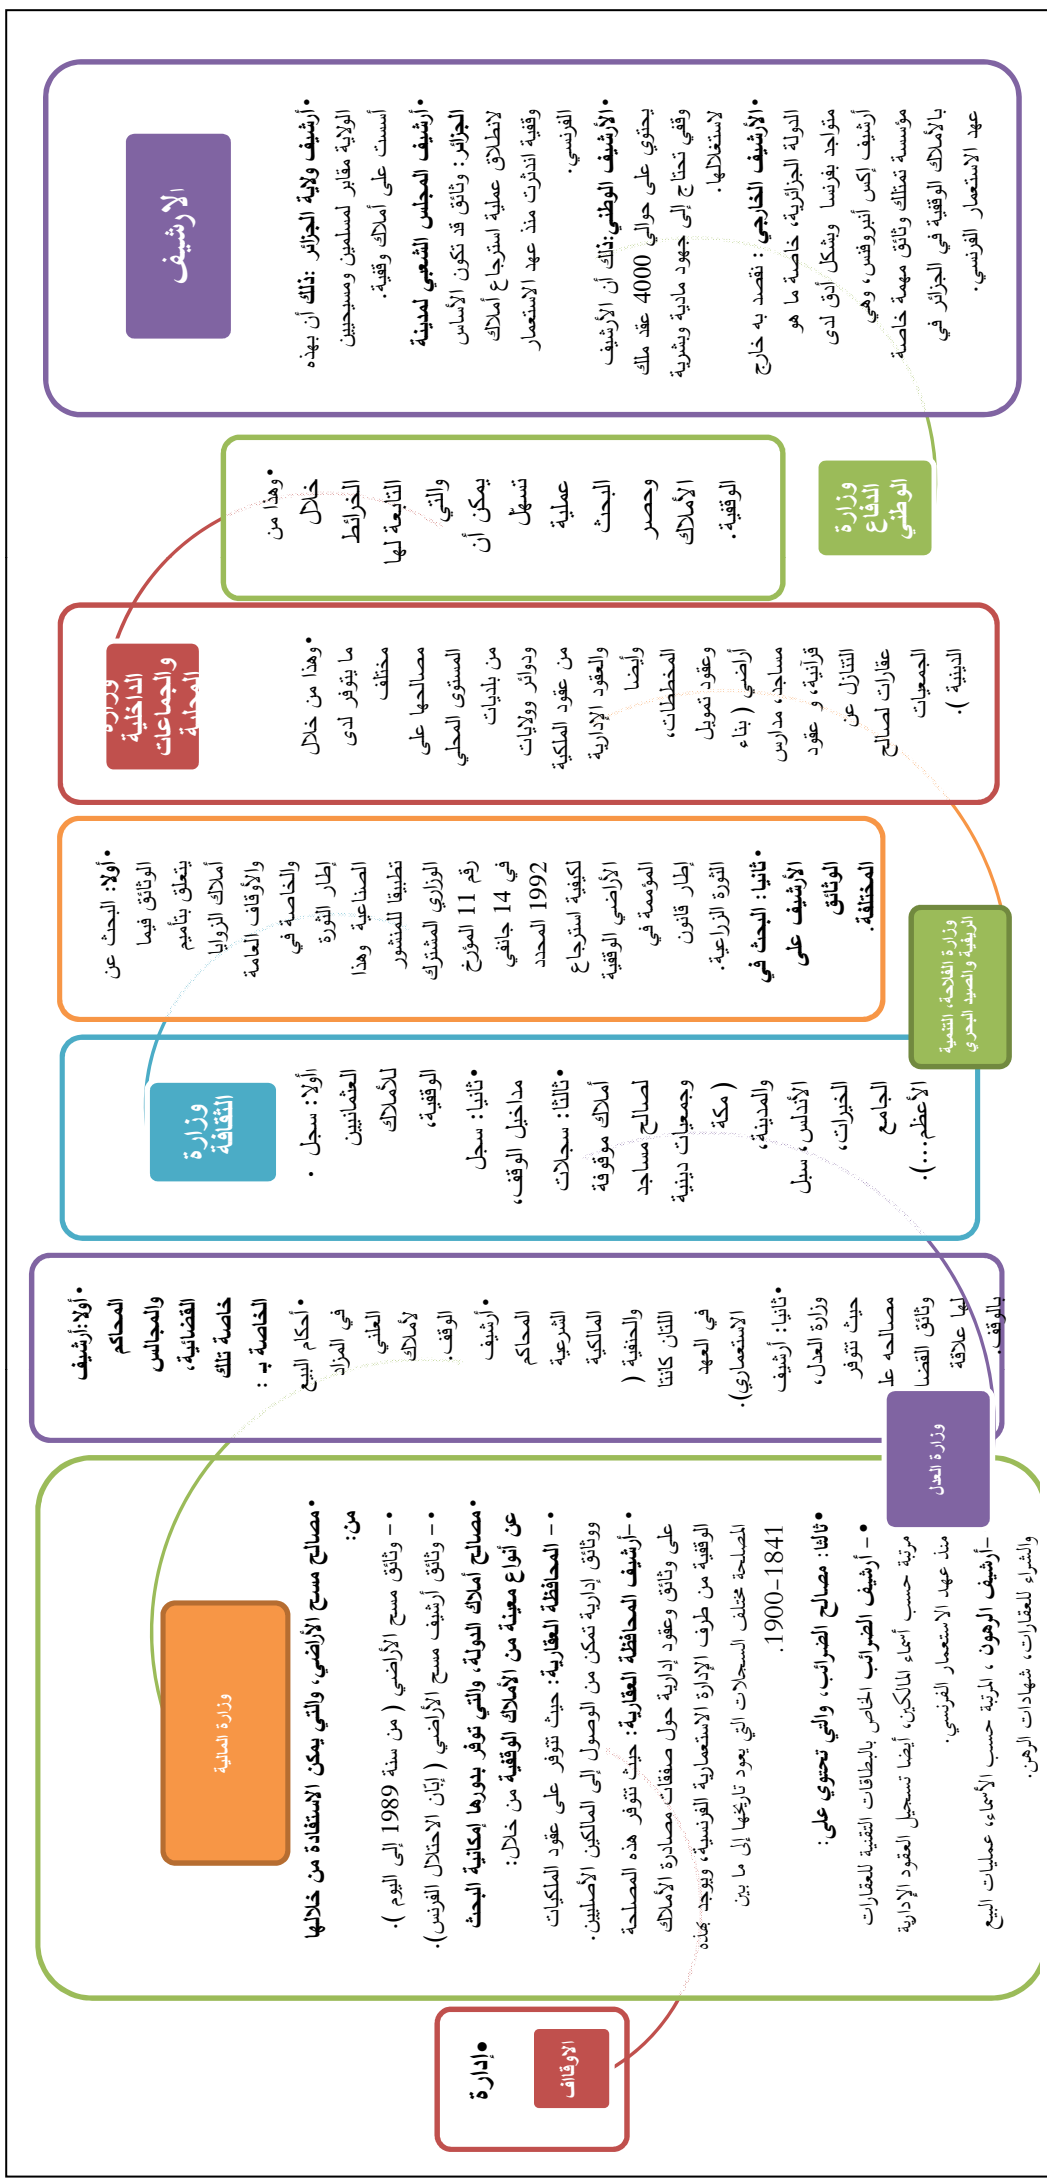 الارشيف
•أرشيف ولاية الجزائر :ذلك أن بهذه
الولاية مقابر لمسلمين ومسيحيين
أسست على أملاك وقفية.
•أرشيف المجلس الشعبي لمدينة
الجزائر: وثائق قد تكون الأساس
لانطلاق عملية استرجاع أملاك
وقفية اندثرت منذ عهد الاستعمار
الفرنسي.
•الأرشيف الوطني:ذلك أن الأرشيف
يحتوي على حوالي 4000 عقد ملك
وقفي تحتاج إلى جهود مادية وبشرية
لاستغلالها.
•الأرشيف الخارجي : نقصد به خارج
الدولة الجزائرية، خاصة ما هو
متواجد بفرنسا وبشكل أدق لدى
أرشيف إكس أنبروفنس، وهي
مؤسسة تمتلك وثائق مهمة خاصة
بالأملاك الوقفية في الجزائر في
عهد الاستعمار الفرنسي.
وزارة
الدفاع
الوطني
•وهذا من
خلال
الخرائط
التابعة لها
والتي
يمكن أن
تسهّل
عملية
البحث
وحصر
الأملاك
الوقفية.
وزارة
الداخلية
والجماعات
المحلية
•وهذا من خلال
ما يتوفر لدى
مختلف
مصالحها على
المستوى المحلي
من بلديات
ودوائر وولايات
من عقود الملكية
والعقود الإدارية
وأيضا
المخططات،
وعقود تمويل
أراضي ( بناء
مساجد، مدارس
قرآنية، و عقود
التنازل عن
عقارات لصالح
الجمعيات
الدينية ).
وزارة الفلاحة، التنمية
الريفية والصيد البحري
•أولا: البحث عن
الوثائق فيما
يتعلق بتأميم
أملاك الزوايا
والأوقاف العامة
والخاصة في
إطار الثورة
الصناعية وهذا
تطبيقا للمنشور
الوزاري المشترك
رقم 11 المؤرخ
في 14 جانفي
1992 المحدد
لكيفية استرجاع
الأراضي الوقفية
المؤممة في
إطار قانون
الثورة الزراعية.
•ثانيا: البحث في
الأرشيف على
الوثائق
المختلفة.
وزارة
الثقافة
• أولا: سجل
العثمانيين
للأملاك
الوقفية،
•ثانيا: سجل
مداخيل الوقف،
•ثالثا: سجلات
أملاك موقوفة
لصالح مساجد
وجمعيات دينية
( مكة
والمدينة،
الأندلس، سبل
الخيرات،
الجامع
الأعظم...).
وزارة العدل
•أولا:أرشيف
المحاكم
والمجالس
القضائية،
خاصة تلك
الخاصة بـ :
•أحكام البيع
في المزاد
العلني
لأملاك
الوقف.
•أرشيف
المحاكم
الشرعية
المالكية
والحنفية (
اللتان كانتا
في العهد
الاستعماري).
•ثانيا: أرشيف
وزارة العدل،
حيث تتوفر
مصالحه عل
وثائق القضا
لها علاقة
بالوقف.
وزارة المالية
•مصالح مسح الأراضي، والتي يمكن الاستفادة من خلالها
من:
•– وثائق مسح الأراضي ( من سنة 1989 إلى اليوم ).
•– وثائق أرشيف مسح الأراضي ( إبّان الاحتلال الفرنس).
•مصالح أملاك الدولة، والتي توفر بدورها إمكانية البحث
عن أنواع معينة من الأملاك الوقفية من خلال:
•– المحافظة العقارية: حيث تتوفر على عقود الملكيات
ووثائق إدارية تمكن من الوصول إلى المالكين الأصليين.
•–أرشيف المحافظة العقارية: حيث تتوفر هذه المصلحة
على وثائق وعقود إدارية حول صفقات مصادرة الأملاك
الوقفية من طرف الإدارة الاستعمارية الفرنسية، ويوجد بهذه
المصلحة مختلف السجلات التي يعود تاريخها إلى ما بين
1841-1900.
•ثالثا: مصالح الضرائب، والتي تحتوي على:
•– أرشيف الضرائب الخاص بالبطاقات التقنية للعقارات
مرتبة حسب أسماء المالكين، أيضا تسجيل العقود الإدارية
منذ عهد الاستعمار الفرنسي.
–أرشيف الرهون ، المرتبة حسب الأسماء، عمليات البيع
والشراء للعقارات، شهادات الرهن.
•إدارة
الاوقااف